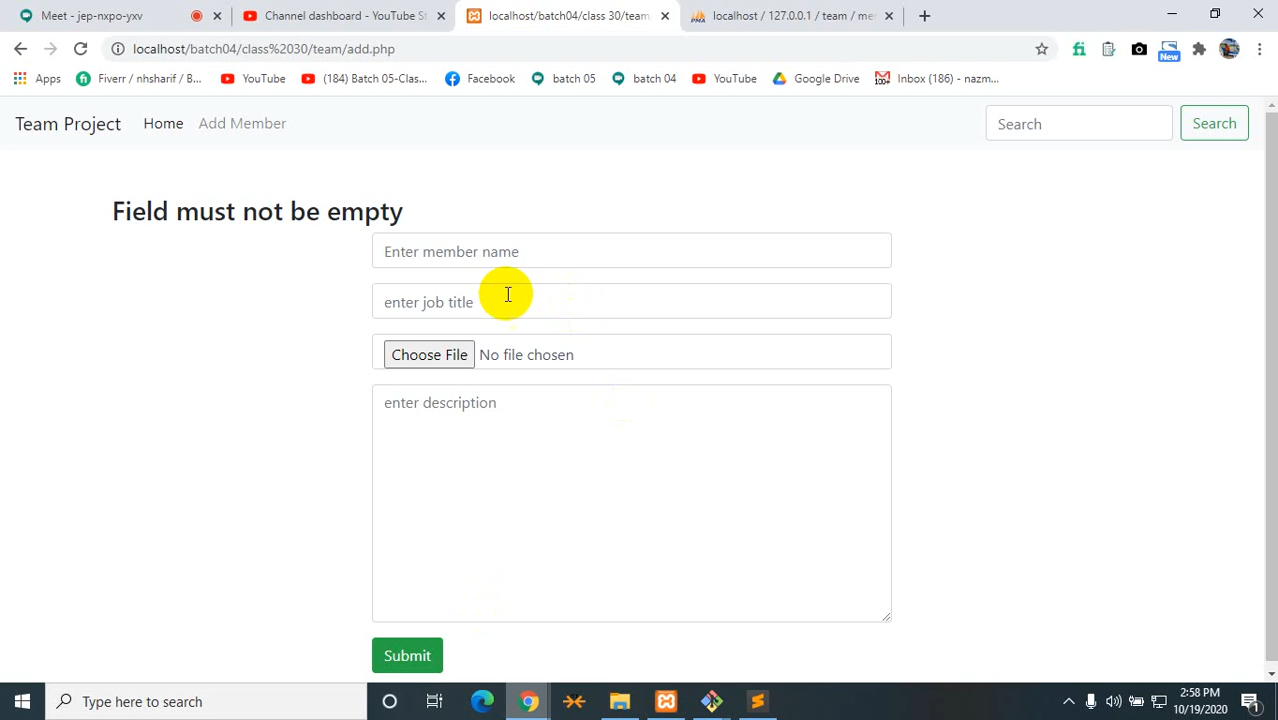 Meet - jep-nxpo-yxv
Channel dashboard - YouTube St
localhost/batch04/class 30/team
localhost / 127.0.0.1 / team / me
localhost/batch04/class%2030/team/add.php
Apps
Fiverr / nhsharif / B...
YouTube
(184) Batch 05-Clas...
Facebook
batch 05
batch 04
YouTube
Google Drive
Inbox (186) - nazm...
New
Team Project
Home
Add Member
Search
Search
Field must not be empty
Enter member name
enter job title
Choose File No file chosen
enter description
Submit
Type here to search
2:58 PM
10/19/2020